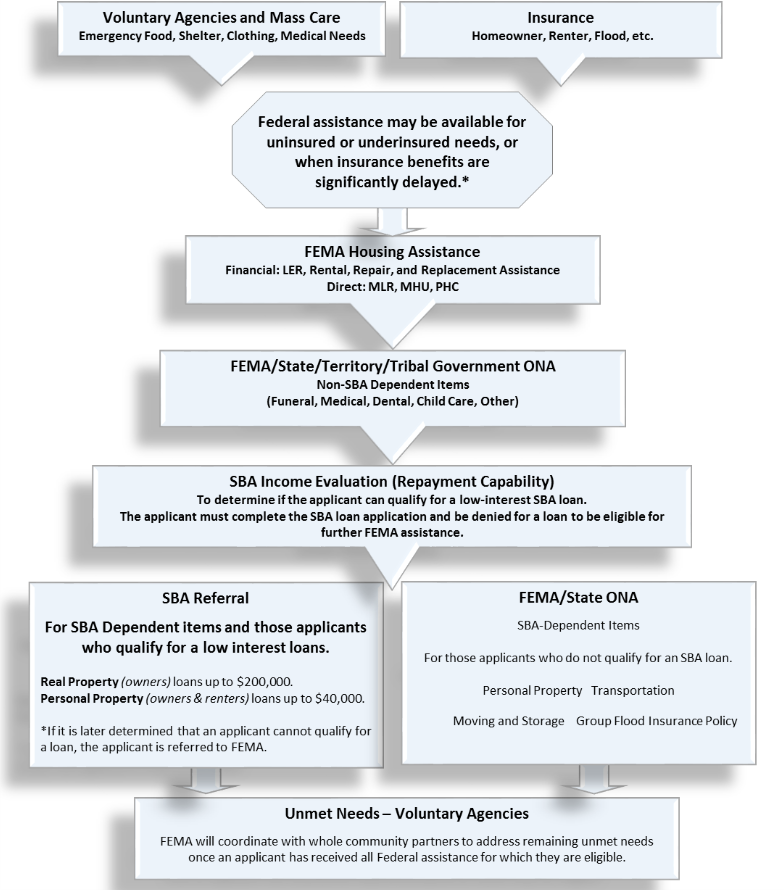 Voluntary Agencies and Mass Care
Emergency Food, Shelter, Clothing, Medical Needs
Insurance
Homeowner, Renter, Flood, etc.
Federal assistance may be available for
uninsured or underinsured needs, or
when insurance benefits are
significantly delayed.*
FEMA Housing Assistance
Financial: LER, Rental, Repair, and Replacement Assistance
Direct: MLR, MHU, PHC
FEMA/State/Territory/Tribal Government ONA
Non-SBA Dependent Items
(Funeral, Medical, Dental, Child Care, Other)
SBA Income Evaluation (Repayment Capability)
To determine if the applicant can qualify for a low-interest SBA loan.
The applicant must complete the SBA loan application and be denied for a loan to be eligible for
further FEMA assistance.
SBA Referral
For SBA Dependent items and those applicants
who qualify for a low interest loans.
Real Property (owners) loans up to $200,000.
Personal Property (owners & renters) loans up to $40,000.
*If it is later determined that an applicant cannot qualify for
a loan, the applicant is referred to FEMA.
FEMA/State ONA
SBA-Dependent Items
For those applicants who do not qualify for an SBA loan.
Personal Property Transportation
Moving and Storage Group Flood Insurance Policy
Unmet Needs – Voluntary Agencies
FEMA will coordinate with whole community partners to address remaining unmet needs
once an applicant has received all Federal assistance for which they are eligible.